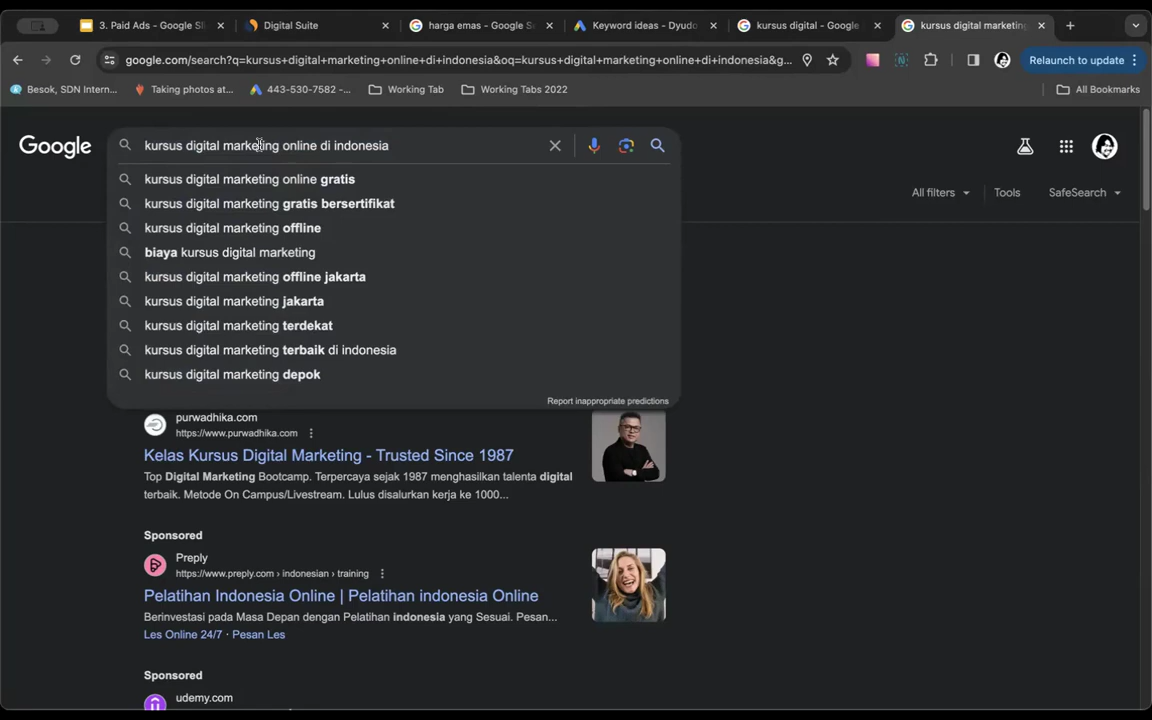 3. Paid Ads - Google Sli
Digital Suite
harga emas - Google S
Keyword ideas - Dyudo
kursus digital - Google
kursus digital marketing
google.com/search?q=kursus+digital+marketing+online+di+indonesia&oq=kursus+digital+marketing+online+di+indonesia&g...
Relaunch to update
Besok, SDN Intern...
Taking photos at...
443-530-7582 -...
Working Tab
Working Tabs 2022
All Bookmarks
Google
kursus digital marketing online di indonesia
kursus digital marketing online gratis
kursus digital marketing gratis bersertifikat
kursus digital marketing offline
biaya kursus digital marketing
kursus digital marketing offline jakarta
kursus digital marketing jakarta
kursus digital marketing terdekat
kursus digital marketing terbaik di indonesia
kursus digital marketing depok
Report inappropriate predictions
All filters
Tools
SafeSearch
purwadhika.com
https://www.purwadhika.com
Kelas Kursus Digital Marketing - Trusted Since 1987
Top Digital Marketing Bootcamp. Terpercaya sejak 1987 menghasilkan talenta digital
terbaik. Metode On Campus/Livestream. Lulus disalurkan kerja ke 1000...
Sponsored
Preply
https://www.preply.com › indonesian › training
Pelatihan Indonesia Online | Pelatihan indonesia Online
Berinvestasi pada Masa Depan dengan Pelatihan indonesia yang Sesuai. Pesan...
Les Online 24/7 · Pesan Les
Sponsored
udemy.com